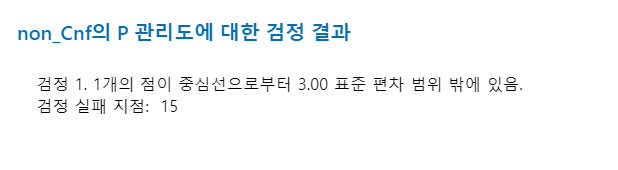 non_Cnf의 P 관리도에 대한 검정 결과
검정 1. 1개의 점이 중심선으로부터 3.00 표준 편차 범위 밖에 있음.
검정 실패 지점: 15